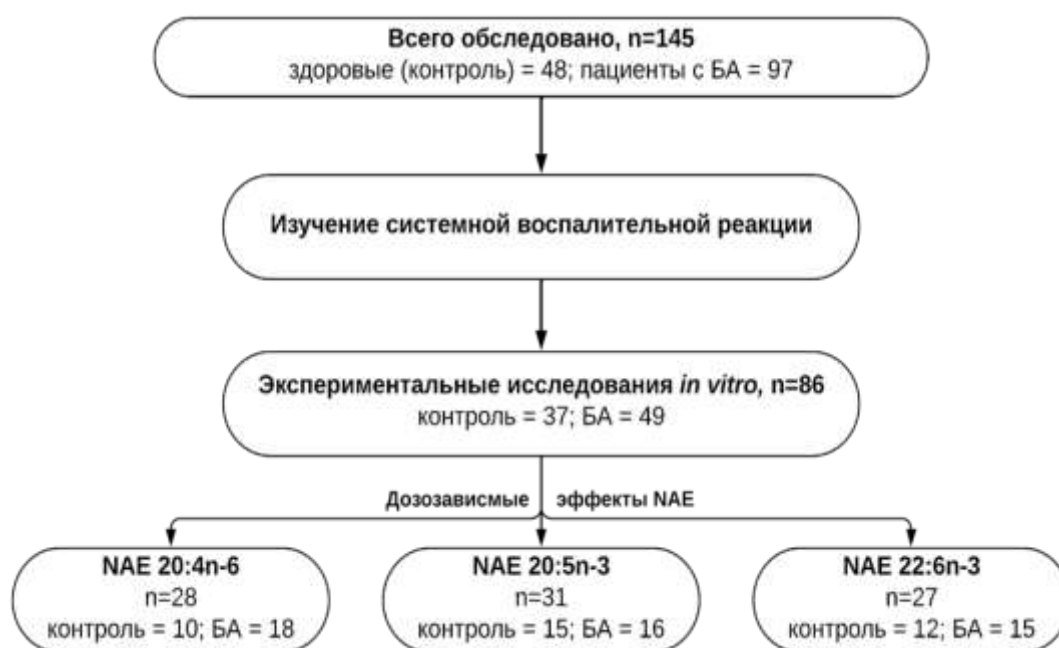 Всего обследовано, n=145
здоровые (контроль) = 48; пациенты с БА = 97
Изучение системной воспалительной реакции
Экспериментальные исследования in vitro, n=86
контроль = 37; БА = 49
Дозозависмые эффекты NAE
NAE 20:4n-6
n=28
контроль = 10; БА = 18
NAE 20:5n-3
n=31
контроль = 15; БА = 16
NAE 22:6n-3
n=27
контроль = 12; БА = 15